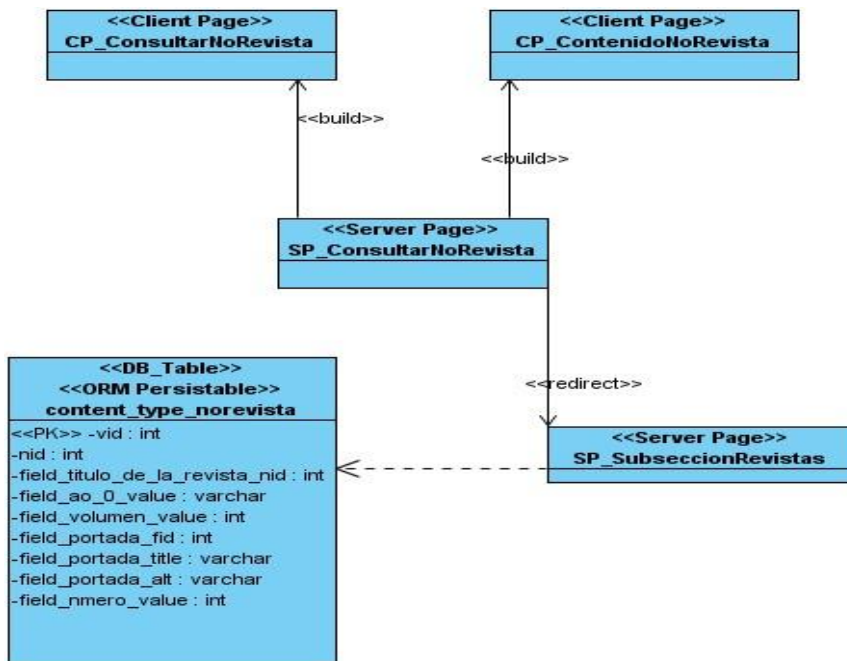 <<Client Page>>
CP_ConsultarNoRevista
<<Client Page>>
CP_ContenidoNoRevista
<<build>>
<<build>>
<<Server Page>>
SP_ConsultarNoRevista
<<redirect>>
<<DB_Table>>
<<ORM Persistable>>
content_type_norevista
<<PK>> -vid : int
-nid : int
-field_titulo_de_la_revista_nid : int
-field_ao_0_value : varchar
-field_volumen_value : int
-field_portada_fid : int
-field_portada_title : varchar
-field_portada_alt : varchar
-field_nmero_value : int
<<Server Page>>
SP_SubseccionRevistas